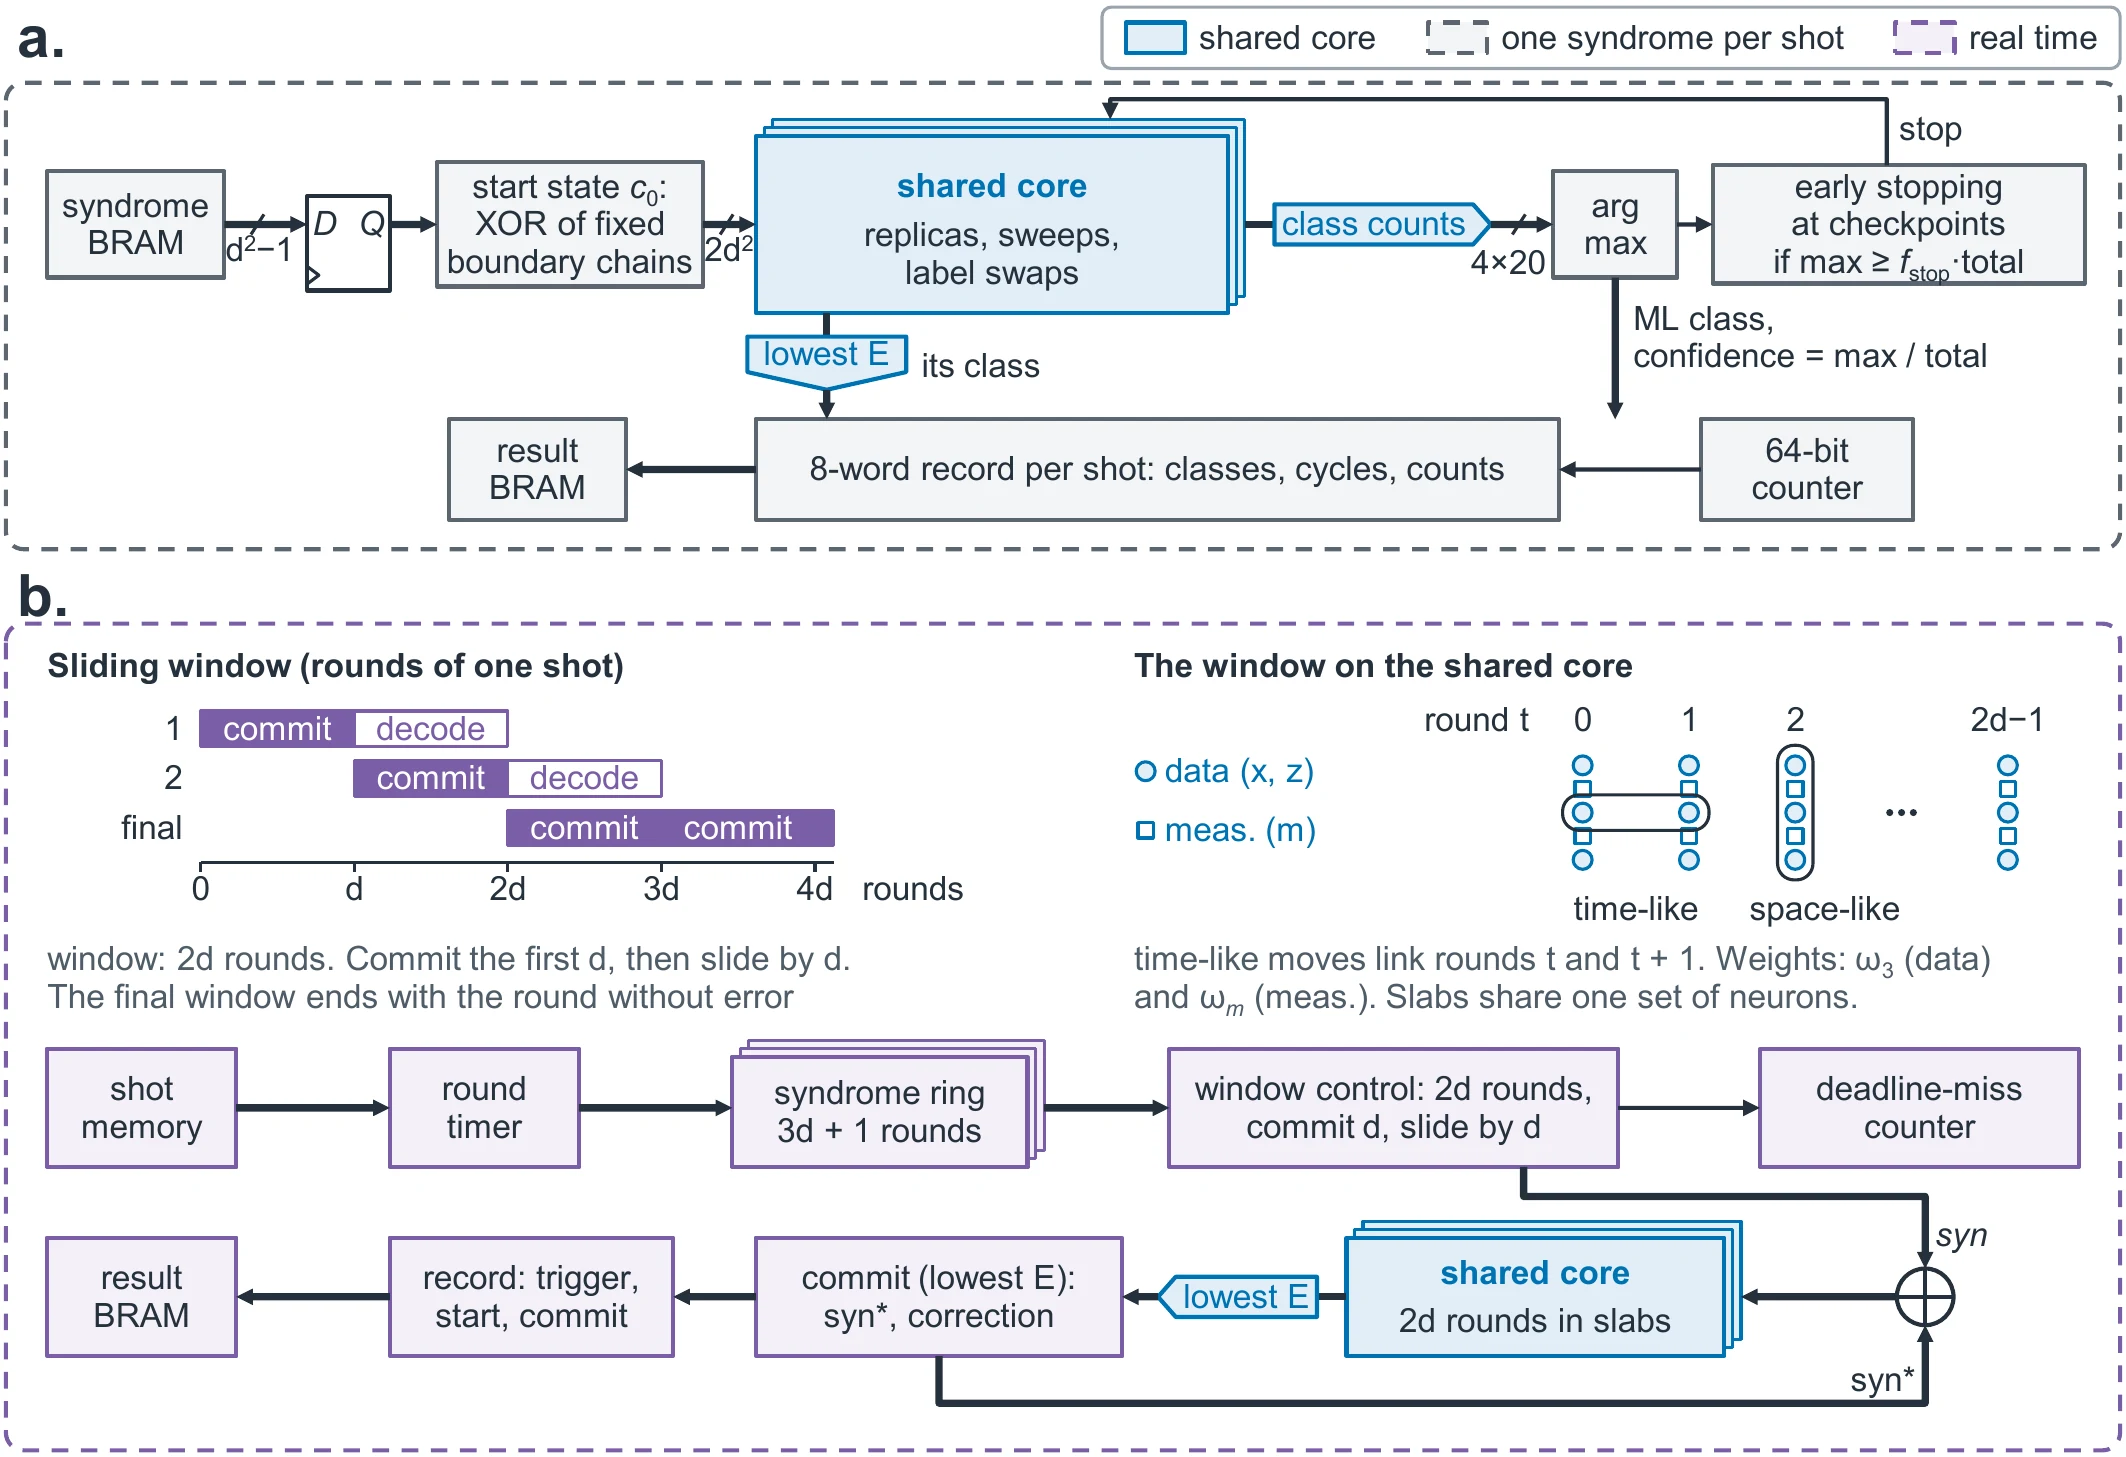 a.
shared core
one syndrome per shot
real time
stop
syndrome
BRAM
d²−1
D Q
start state c₀:
XOR of fixed
boundary chains
2d²
shared core
replicas, sweeps,
label swaps
class counts
4×20
arg
max
early stopping
at checkpoints
if max ≥ f_stop·total
lowest E
its class
ML class,
confidence = max / total
result
BRAM
8-word record per shot: classes, cycles, counts
64-bit
counter
b.
Sliding window (rounds of one shot)
1 commit decode
2 commit decode
final commit commit
0 d 2d 3d 4d rounds
window: 2d rounds. Commit the first d, then slide by d.
The final window ends with the round without error
The window on the shared core
round t 0 1 2 2d−1
data (x, z)
...
meas. (m)
time-like space-like
time-like moves link rounds t and t + 1. Weights: ω₃ (data)
and ωₘ (meas.). Slabs share one set of neurons.
shot
memory
round
timer
syndrome ring
3d + 1 rounds
window control: 2d rounds,
commit d, slide by d
deadline-miss
counter
syn
result
BRAM
record: trigger,
start, commit
commit (lowest E):
syn*, correction
lowest E
shared core
2d rounds in slabs
syn*